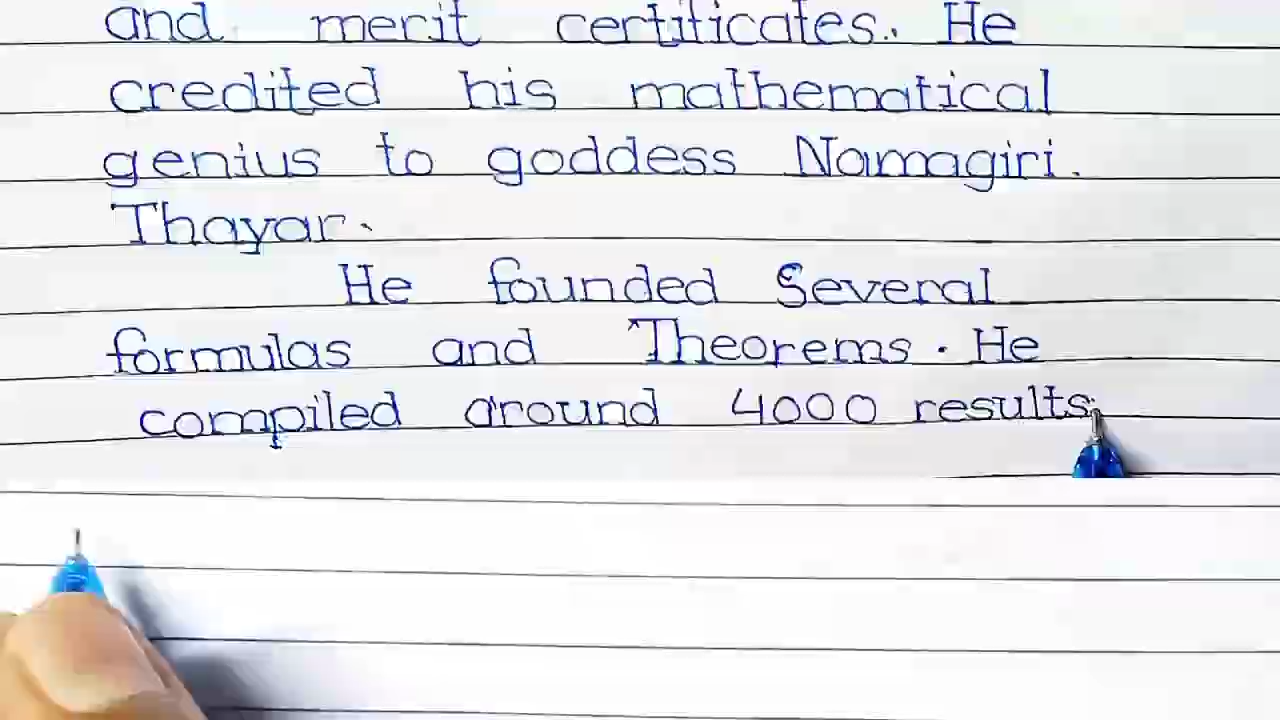 and merit certificates. He
credited his mathematical
genius to goddess Namagiri.
Thayar.
He founded Several
formulas and Theorems. He
compiled around 4000 results.